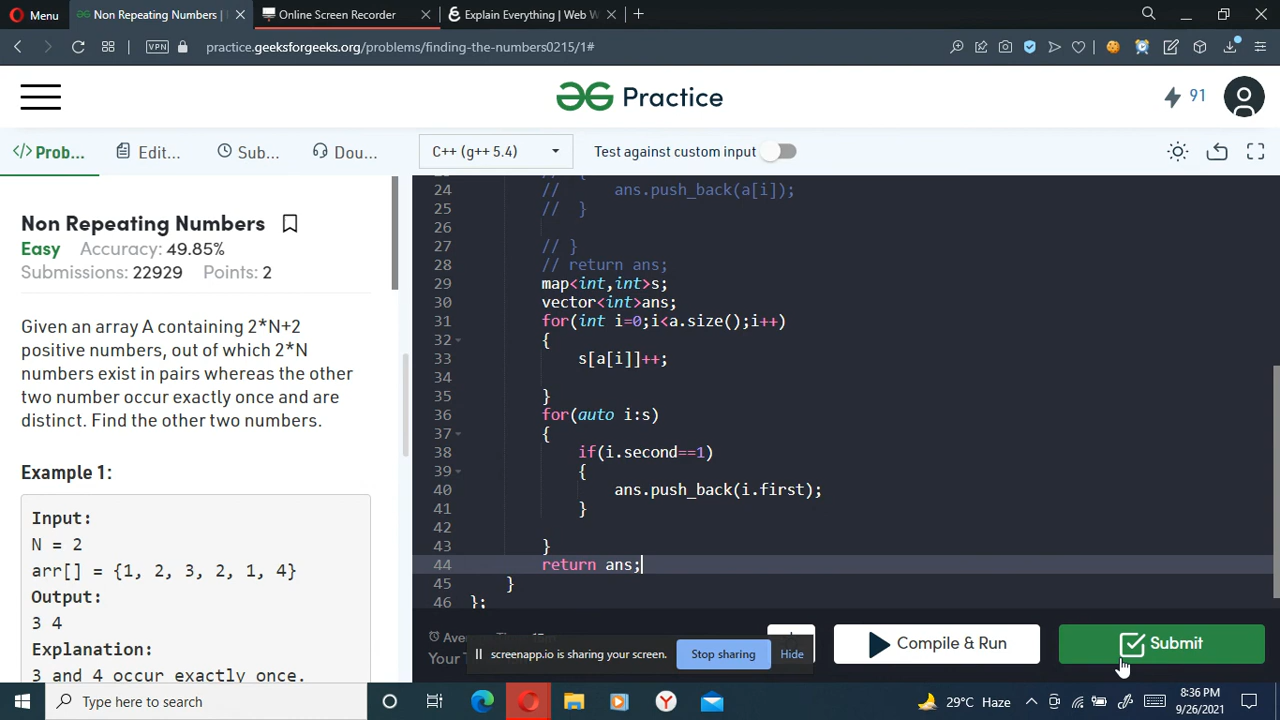 Menu
Non Repeating Numbers |
Online Screen Recorder
Explain Everything | Web W
VPN
practice.geeksforgeeks.org/problems/finding-the-numbers0215/1#
Practice
91
</> Prob...
Edit...
Sub...
Dou...
C++ (g++ 5.4)
Test against custom input
Non Repeating Numbers
Easy Accuracy: 49.85%
Submissions: 22929 Points: 2
Given an array A containing 2*N+2
positive numbers, out of which 2*N
numbers exist in pairs whereas the other
two number occur exactly once and are
distinct. Find the other two numbers.
Example 1:
Input:
N = 2
arr[] = {1, 2, 3, 2, 1, 4}
Output:
3 4
Explanation:
3 and 4 occur exactly once.
24 // ans.push_back(a[i]);
25 // }
26
27 // }
28 // return ans;
29 map<int,int>s;
30 vector<int>ans;
31 for(int i=0;i<a.size();i++)
32 {
33 s[a[i]]++;
34
35 }
36 for(auto i:s)
37 {
38 if(i.second==1)
39 {
40 ans.push_back(i.first);
41 }
42
43 }
44 return ans;
45 }
46 };
Your
screenapp.io is sharing your screen.
Stop sharing
Hide
Compile & Run
Submit
Type here to search
29°C Haze
8:36 PM
9/26/2021